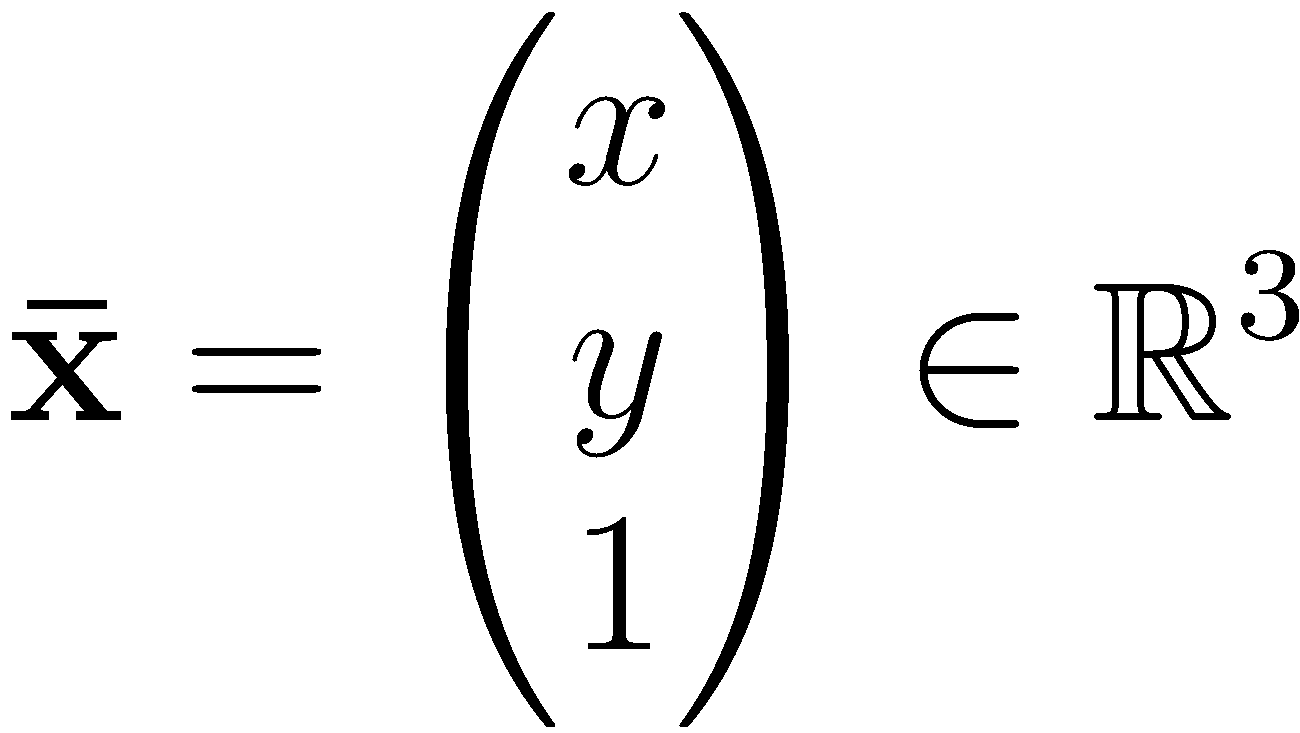 x̄ = ( x y 1 ) ∈ ℝ³